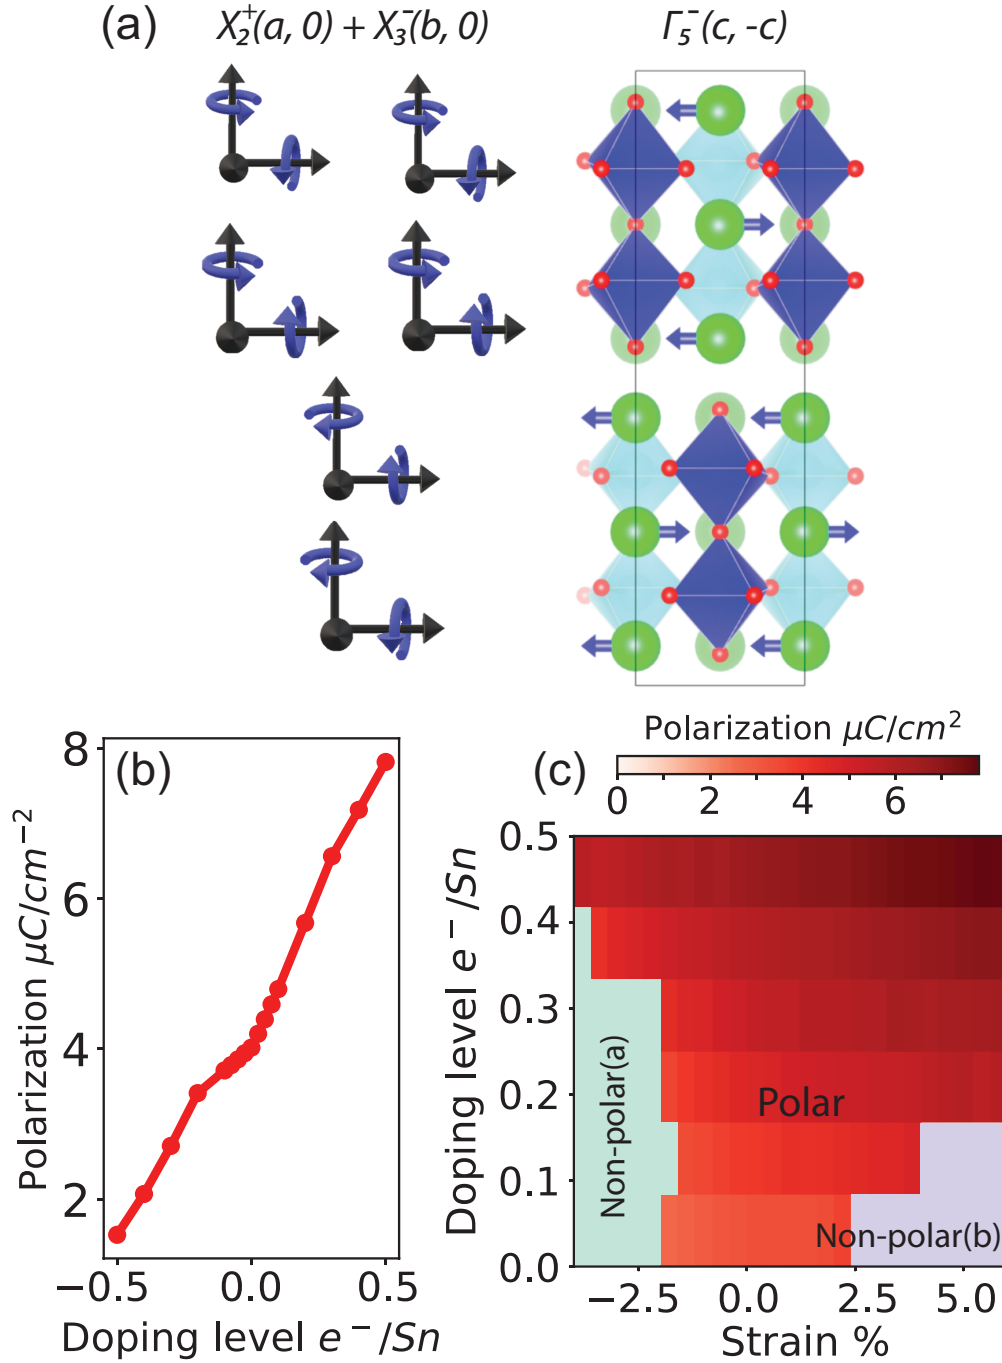 (a) X₂⁺(a, 0) + X₃⁻(b, 0) Γ₅⁻(c, -c)
(b)
8
6
4
2
Polarization μC/cm⁻²
−0.5 0.0 0.5
Doping level e⁻/Sn
Polarization μC/cm²
(c)
0 2 4 6
0.5
0.4
0.3
0.2
0.1
0.0
Doping level e⁻/Sn
Non-polar(a)
Polar
Non-polar(b)
−2.5 0.0 2.5 5.0
Strain %